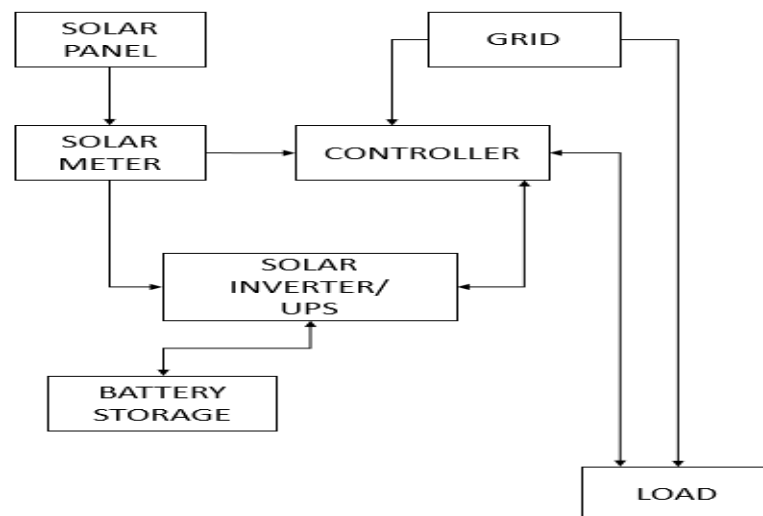 SOLAR
PANEL
GRID
SOLAR
METER
CONTROLLER
SOLAR
INVERTER/
UPS
BATTERY
STORAGE
LOAD